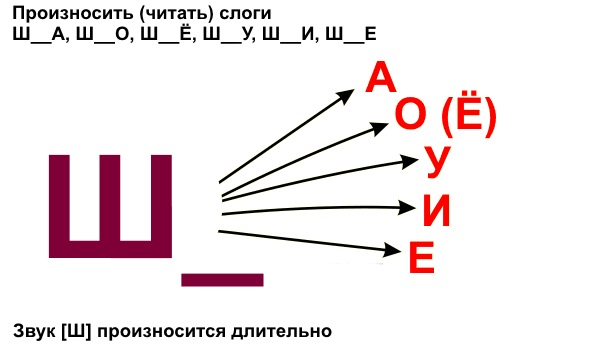 Произносить (читать) слоги
Ш__А, Ш__О, Ш__Ё, Ш__У, Ш__И, Ш__Е
А
О (Ё)
У
Ш_
И
Е
Звук [Ш] произносится длительно